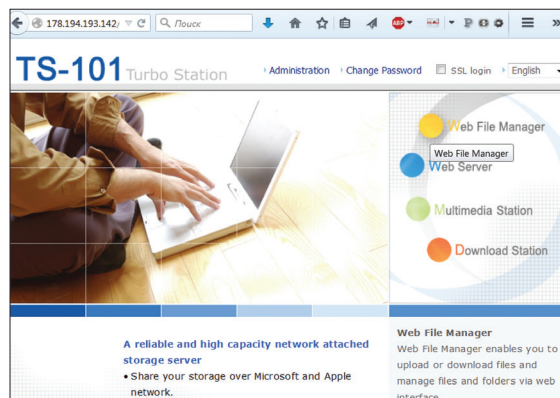 178.194.193.142/
Поиск
ABP
TS-101 Turbo Station
Administration
Change Password
SSL login
English
Web File Manager
Web File Manager
Web Server
Multimedia Station
Download Station
A reliable and high capacity network attached
storage server
• Share your storage over Microsoft and Apple
network.
Web File Manager
Web File Manager enables you to
upload or download files and
manage files and folders via web
interface